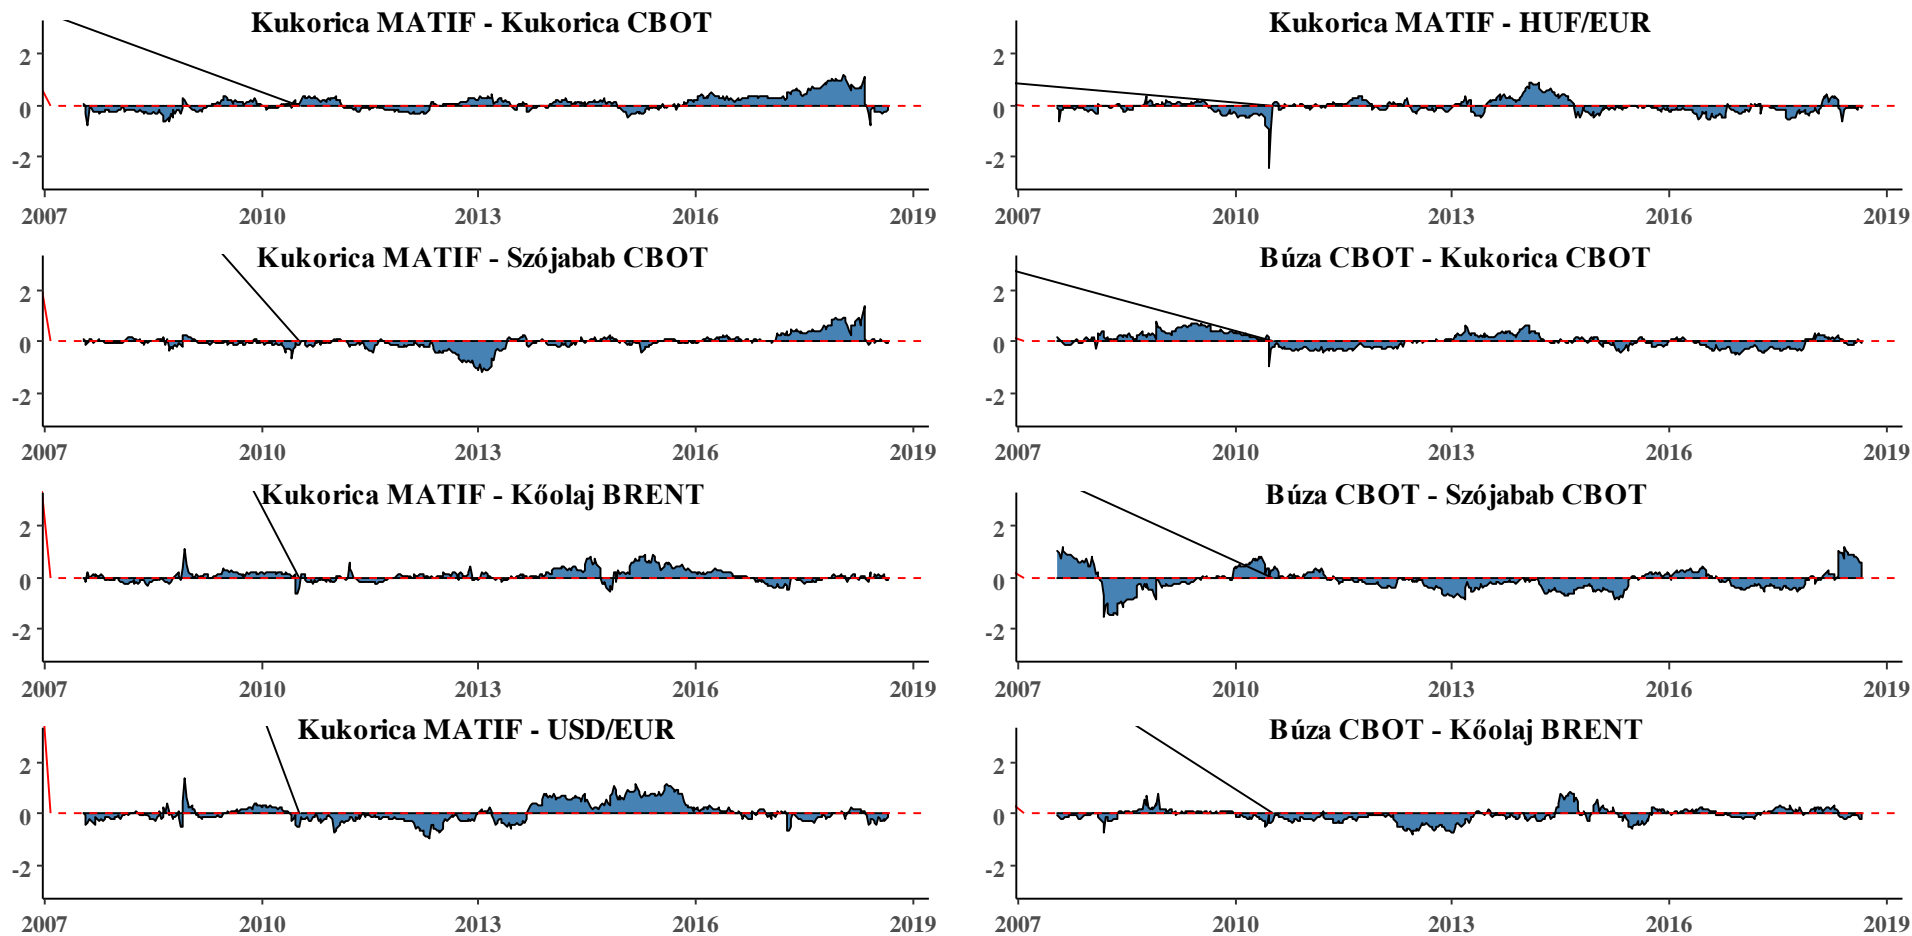 Kukorica MATIF - Kukorica CBOT
2
0
-2
2007 2010 2013 2016 2019
Kukorica MATIF - HUF/EUR
2
0
-2
2007 2010 2013 2016 2019
Kukorica MATIF - Szójabab CBOT
2
0
-2
2007 2010 2013 2016 2019
Búza CBOT - Kukorica CBOT
2
0
-2
2007 2010 2013 2016 2019
Kukorica MATIF - Kőolaj BRENT
2
0
-2
2007 2010 2013 2016 2019
Búza CBOT - Szójabab CBOT
2
0
-2
2007 2010 2013 2016 2019
Kukorica MATIF - USD/EUR
2
0
-2
2007 2010 2013 2016 2019
Búza CBOT - Kőolaj BRENT
2
0
-2
2007 2010 2013 2016 2019